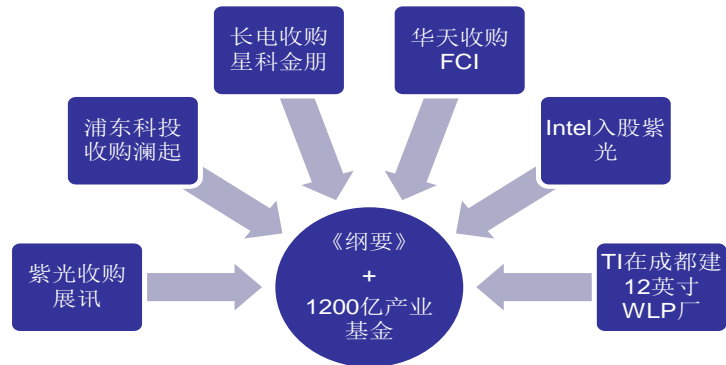 长电收购
星科金朋
华天收购
FCI
浦东科投
收购澜起
Intel入股紫
光
紫光收购
展讯
《纲要》
+
1200亿产业
基金
TI在成都建
12英寸
WLP厂